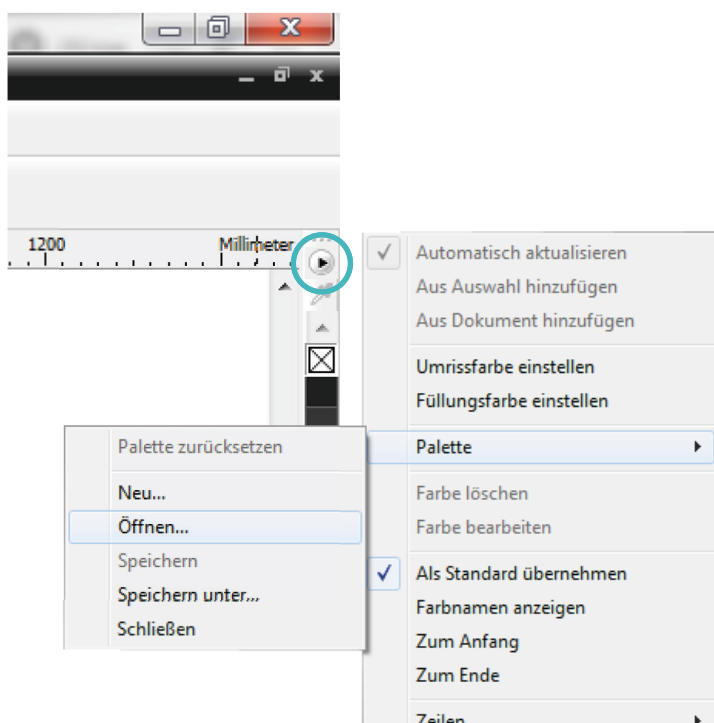 1200 Millimeter
Automatisch aktualisieren
Aus Auswahl hinzufügen
Aus Dokument hinzufügen
Umrissfarbe einstellen
Füllungsfarbe einstellen
Palette
Farbe löschen
Farbe bearbeiten
Als Standard übernehmen
Farbnamen anzeigen
Zum Anfang
Zum Ende
Zeilen
Palette zurücksetzen
Neu...
Öffnen...
Speichern
Speichern unter...
Schließen